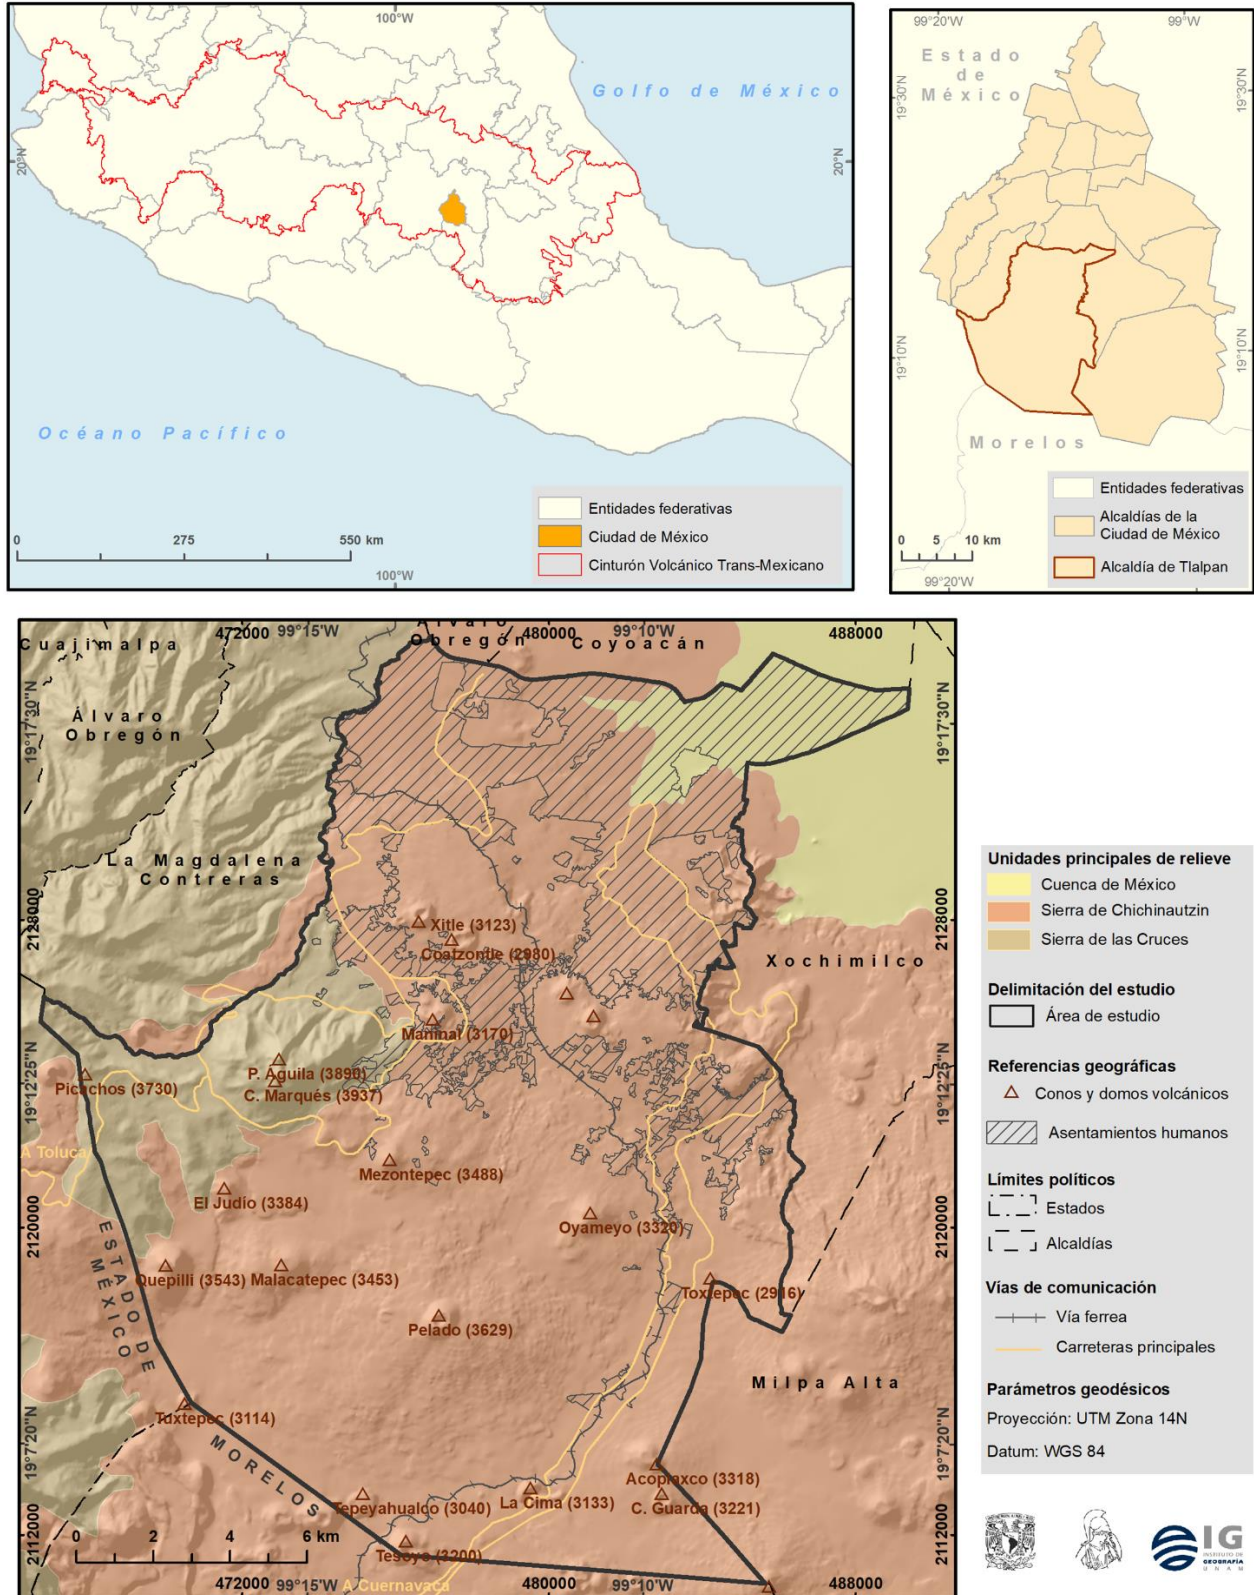 100°W
Golfo de México
20°N
20°N
Océano Pacífico
0 275 550 km
Entidades federativas
Ciudad de México
Cinturón Volcánico Trans-Mexicano
100°W
99°20'W 99°W
Estado
de
México
19°30'N
19°30'N
19°10'N
19°10'N
Morelos
Entidades federativas
Alcaldías de la
Ciudad de México
Alcaldía de Tlalpan
0 5 10 km
99°20'W
472000 99°15'W 480000 99°10'W 488000
Cuajimalpa
Álvaro
Obregón
Coyoacán
Álvaro
Obregón
19°17'30"N
19°17'30"N
La Magdalena
Contreras
2128000
2128000
Xitle (3123)
Coatzontle (2980)
Xochimilco
Maninal (3170)
P. Aguila (3890)
C. Marqués (3937)
Picachos (3730)
19°12'25"N
19°12'25"N
A Toluca
Mezontepec (3488)
El Judío (3384)
Oyameyo (3320)
2120000
2120000
Quepilli (3543)
Malacatepec (3453)
Toxtepec (2916)
ESTADO DE
MÉXICO
Pelado (3629)
Milpa Alta
Tuxtepec (3114)
19°7'20"N
19°7'20"N
MORELOS
Acopiaxco (3318)
C. Guarda (3221)
La Cima (3133)
Tepeyahualco (3040)
2112000
2112000
0 2 4 6 km
Tesoyo (3200)
A Cuernavaca
472000 99°15'W 480000 99°10'W 488000
Unidades principales de relieve
Cuenca de México
Sierra de Chichinautzin
Sierra de las Cruces
Delimitación del estudio
Área de estudio
Referencias geográficas
Conos y domos volcánicos
Asentamientos humanos
Límites políticos
Estados
Alcaldías
Vías de comunicación
Vía ferrea
Carreteras principales
Parámetros geodésicos
Proyección: UTM Zona 14N
Datum: WGS 84
IG
INSTITUTO DE
GEOGRAFÍA
UNAM